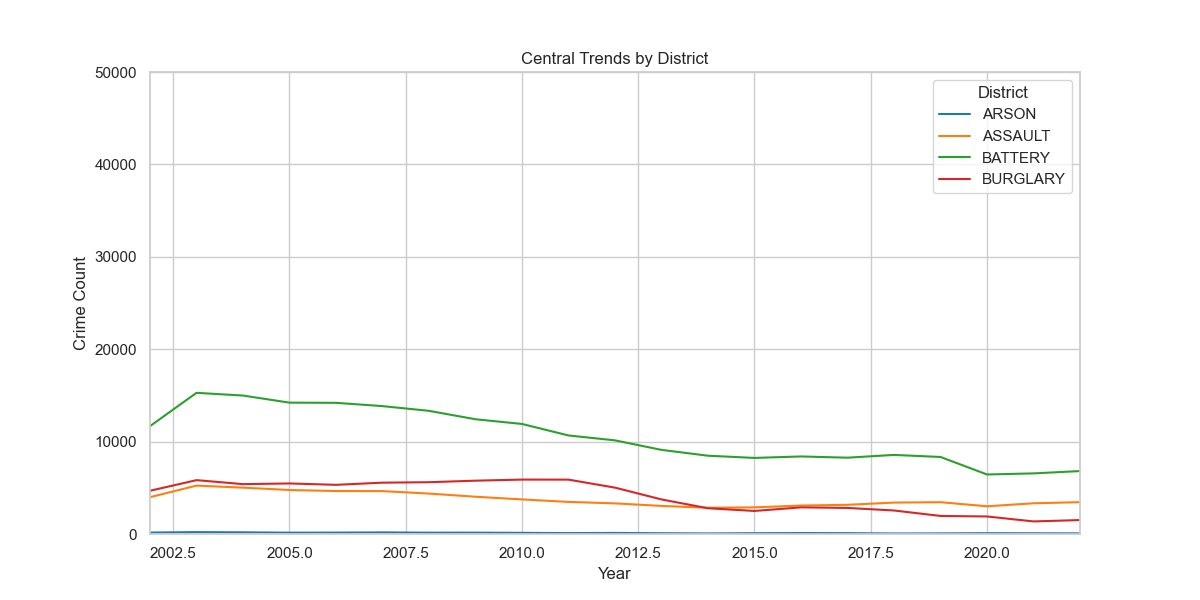 Central Trends by District
50000
40000
30000
20000
10000
0
Crime Count
District
ARSON
ASSAULT
BATTERY
BURGLARY
2002.5
2005.0
2007.5
2010.0
2012.5
2015.0
2017.5
2020.0
Year